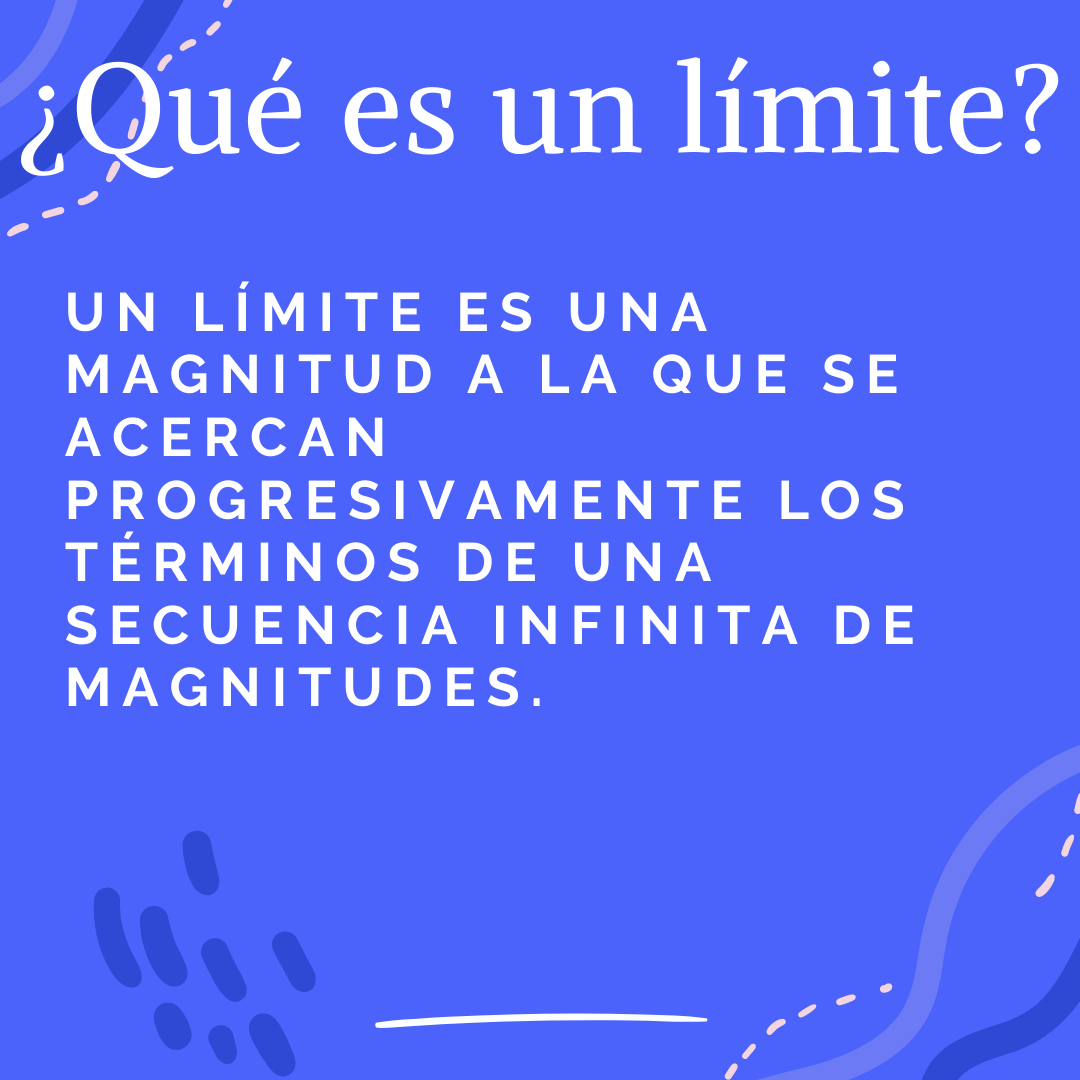 ¿Qué es un límite?
UN LÍMITE ES UNA
MAGNITUD A LA QUE SE
ACERCAN
PROGRESIVAMENTE LOS
TÉRMINOS DE UNA
SECUENCIA INFINITA DE
MAGNITUDES.